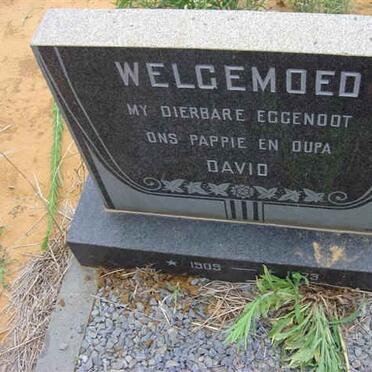 WELGEMOED
MY DIERBARE EGGENOOT
ONS PAPPIE EN OUPA
DAVID
* 1909 —